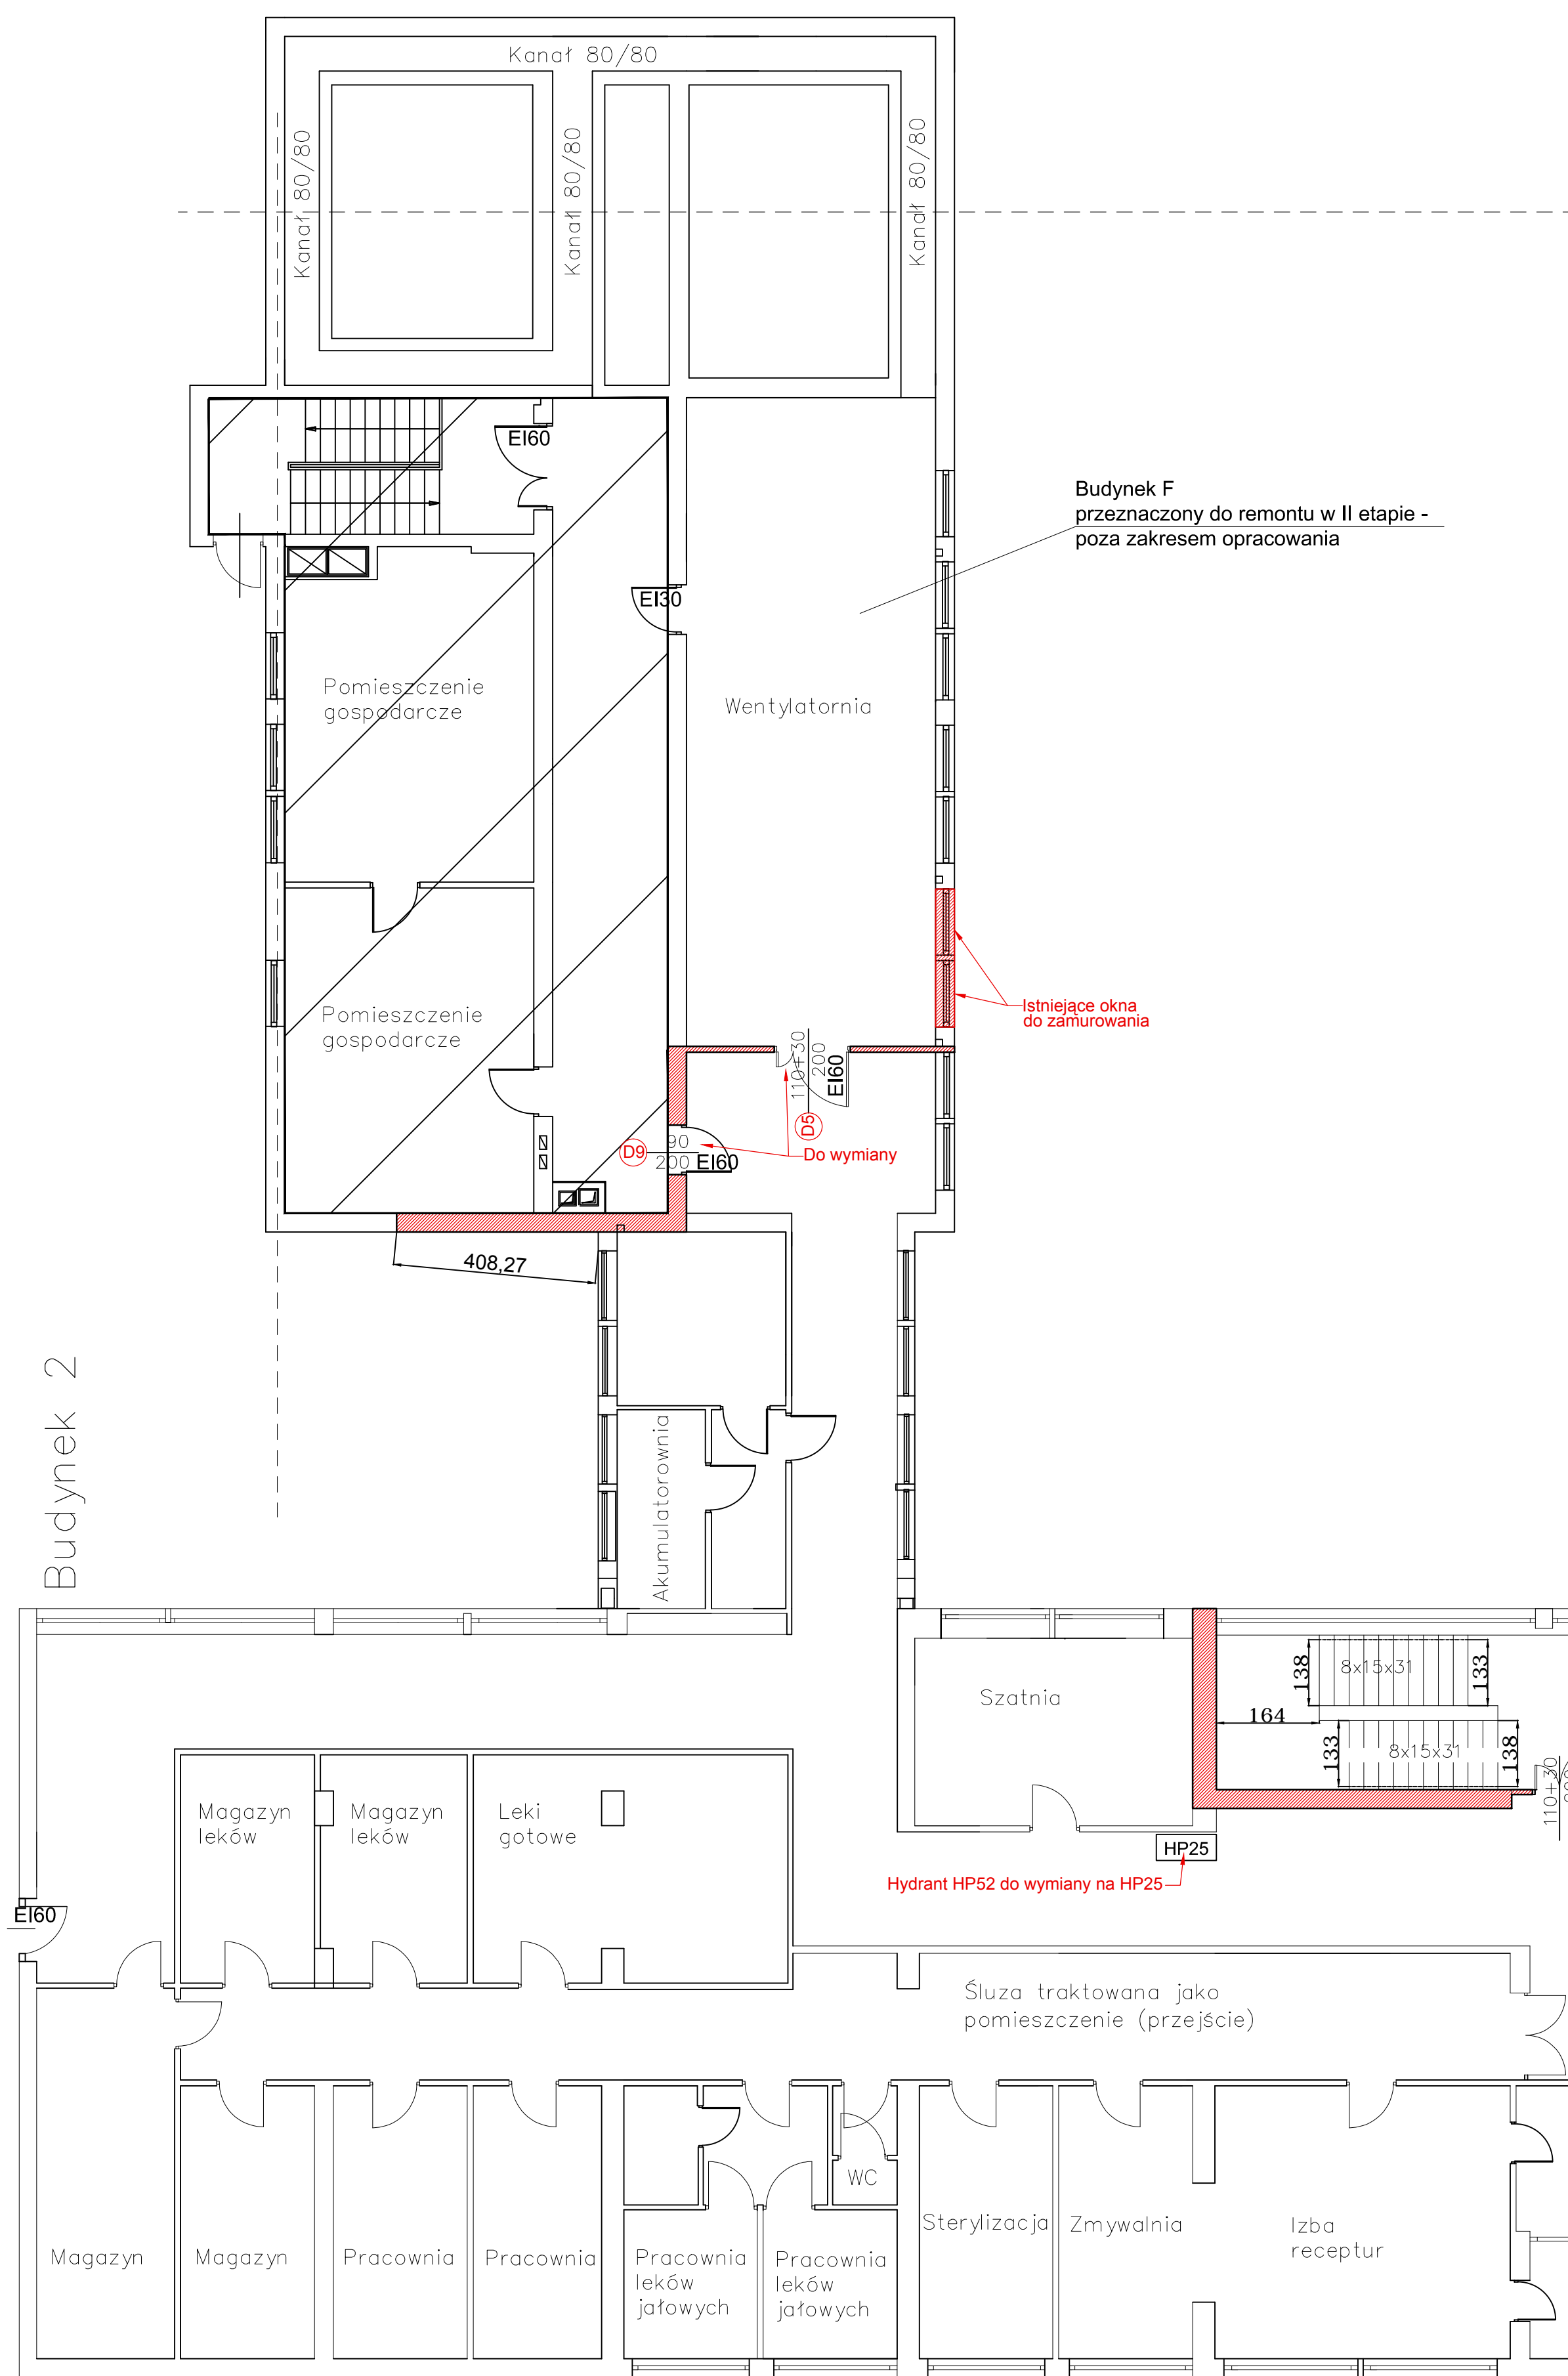 Kanał 80/80
Kanał 80/80
Kanał 80/80
Kanał 80/80
EI60
Budynek F
przeznaczony do remontu w II etapie -
poza zakresem opracowania
EI30
Pomieszczenie
gospodarcze
Wentylatornia
Istniejące okna
do zamurowania
Pomieszczenie
gospodarcze
110+30
200
EI60
D5
D9
90
200
EI60
Do wymiany
408,27
Budynek 2
Akumulatorownia
Szatnia
138
8x15x31
133
164
133
8x15x31
138
110+30
Magazyn
leków
Magazyn
leków
Leki
gotowe
HP25
Hydrant HP52 do wymiany na HP25
EI60
Śluza traktowana jako
pomieszczenie (przejście)
WC
Magazyn
Magazyn
Pracownia
Pracownia
Pracownia
leków
jałowych
Pracownia
leków
jałowych
Sterylizacja
Zmywalnia
Izba
receptur